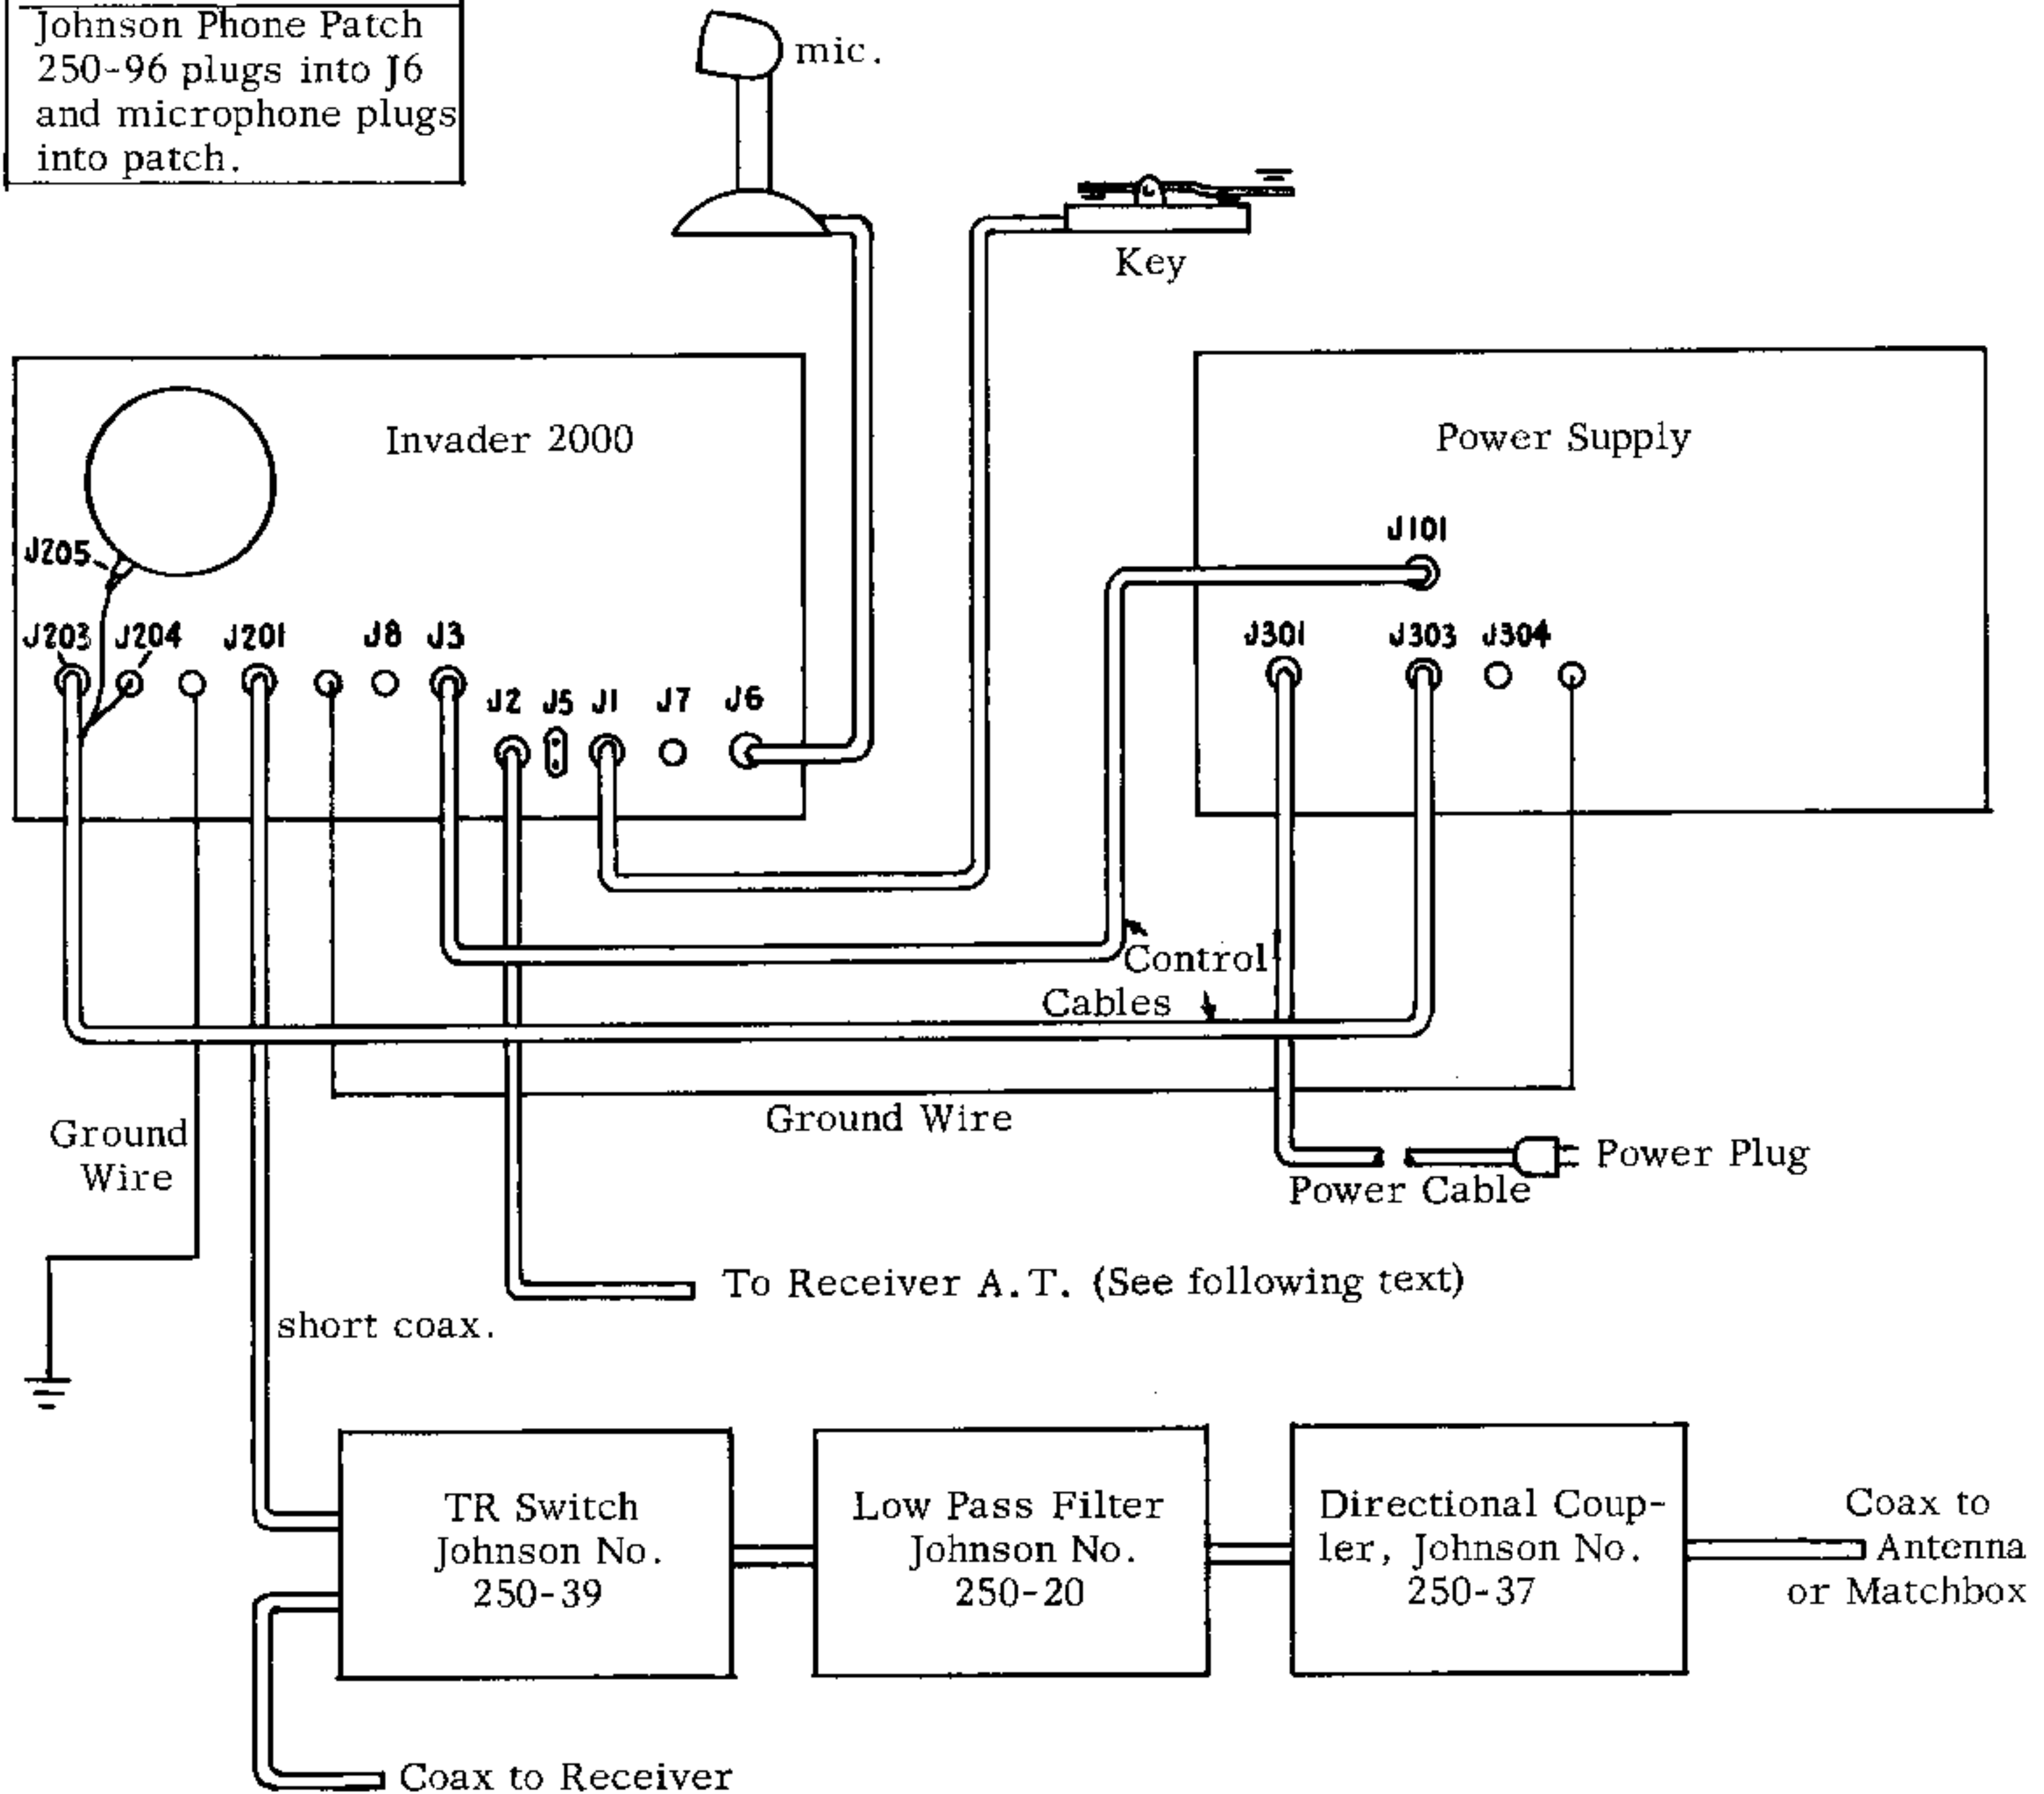 Johnson Phone Patch
250-96 plugs into J6
and microphone plugs
into patch.
mic.
Key
Invader 2000
Power Supply
J205
J101
J203 J204 J201 J8 J3
J301 J303 J304
J2 J5 J1 J7 J6
Control
Cables
Ground
Wire
Ground Wire
Power Plug
Power Cable
To Receiver A.T. (See following text)
short coax.
TR Switch
Johnson No.
250-39
Low Pass Filter
Johnson No.
250-20
Directional Coup-
ler, Johnson No.
250-37
Coax to
Antenna
or Matchbox
Coax to Receiver